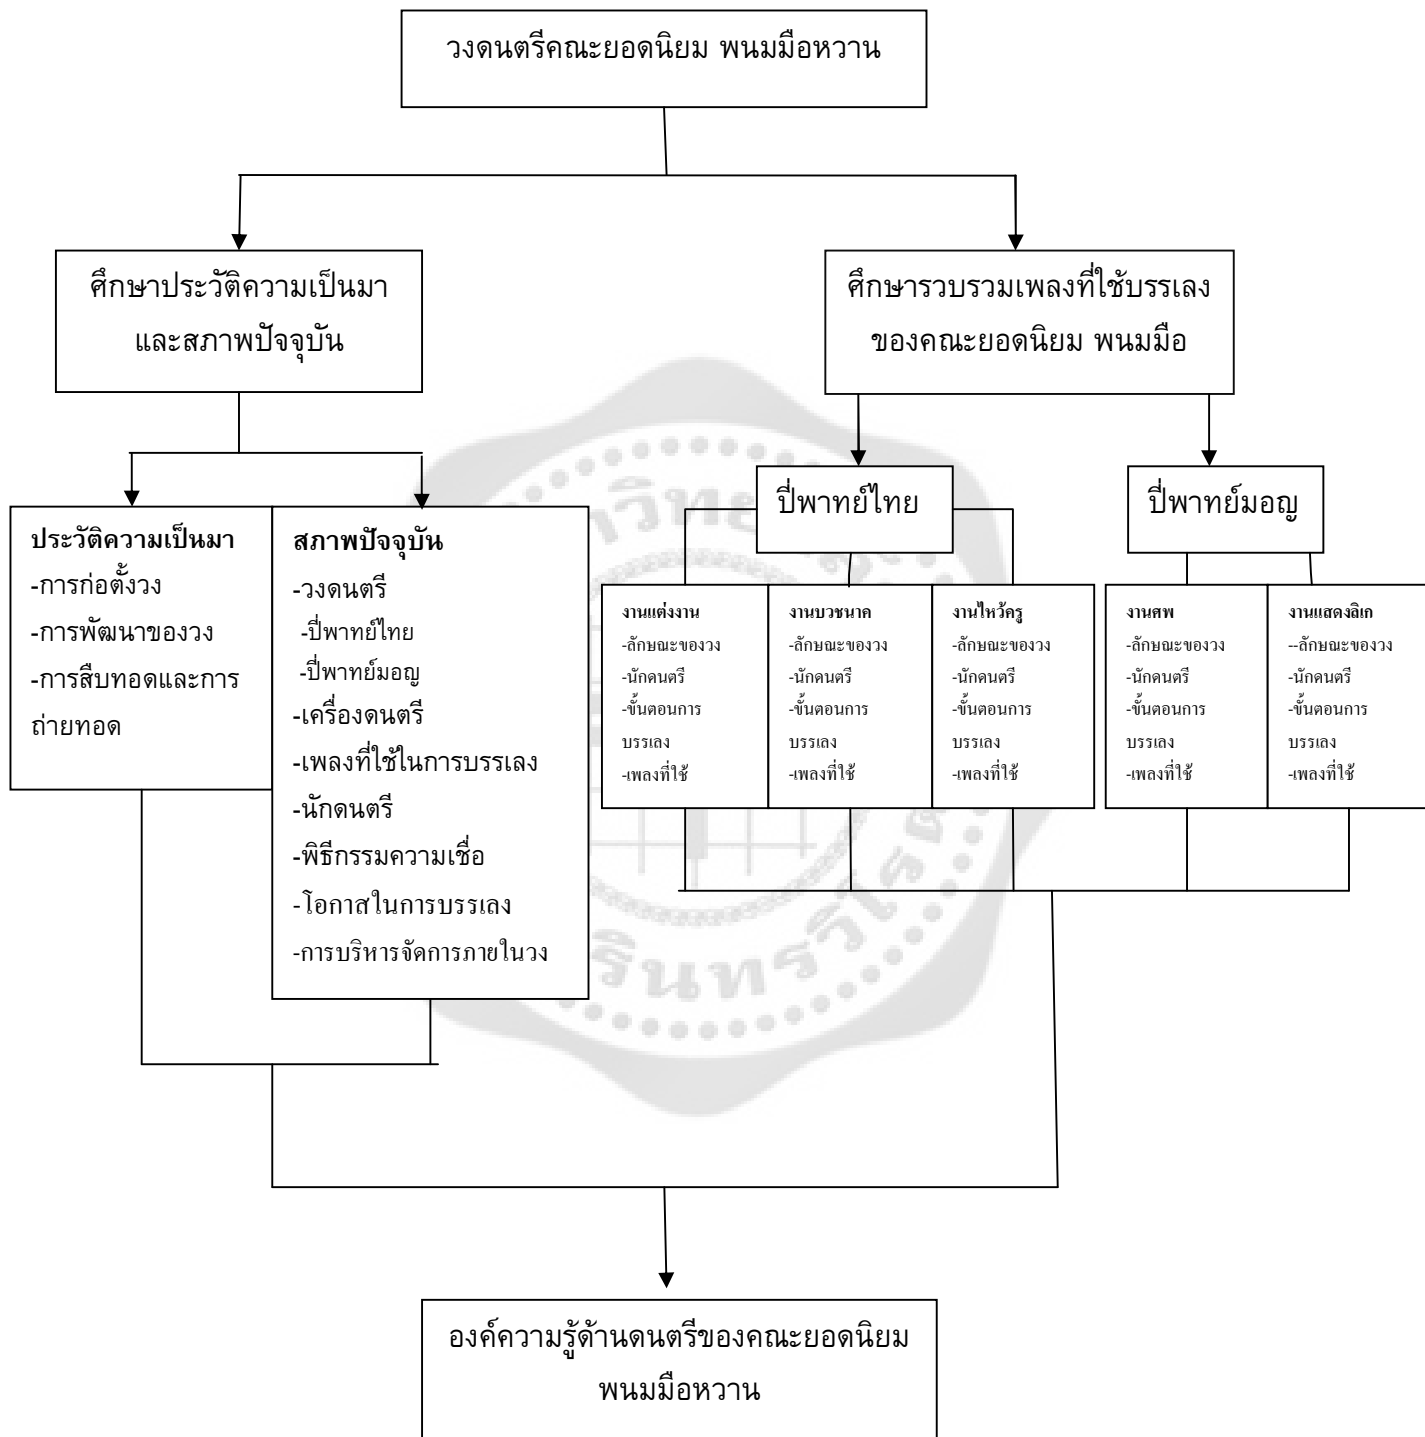 วงดนตรีคณะยอดนิยม พนมมือหวาน
ศึกษาประวัติความเป็นมา
และสภาพปัจจุบัน
ศึกษารวบรวมเพลงที่ใช้บรรเลง
ของคณะยอดนิยม พนมมือ
ประวัติความเป็นมา
-การก่อตั้งวง
-การพัฒนาของวง
-การสืบทอดและการ
ถ่ายทอด
สภาพปัจจุบัน
-วงดนตรี
-ปี่พาทย์ไทย
-ปี่พาทย์มอญ
-เครื่องดนตรี
-เพลงที่ใช้ในการบรรเลง
-นักดนตรี
-พิธีกรรมความเชื่อ
-โอกาสในการบรรเลง
-การบริหารจัดการภายในวง
ปี่พาทย์ไทย
ปี่พาทย์มอญ
งานแต่งงาน
-ลักษณะของวง
-นักดนตรี
-ขั้นตอนการ
บรรเลง
-เพลงที่ใช้
งานบวชนาค
-ลักษณะของวง
-นักดนตรี
-ขั้นตอนการ
บรรเลง
-เพลงที่ใช้
งานไหว้ครู
-ลักษณะของวง
-นักดนตรี
-ขั้นตอนการ
บรรเลง
-เพลงที่ใช้
งานศพ
-ลักษณะของวง
-นักดนตรี
-ขั้นตอนการ
บรรเลง
-เพลงที่ใช้
งานแสดงลิเก
--ลักษณะของวง
-นักดนตรี
-ขั้นตอนการ
บรรเลง
-เพลงที่ใช้
องค์ความรู้ด้านดนตรีของคณะยอดนิยม
พนมมือหวาน